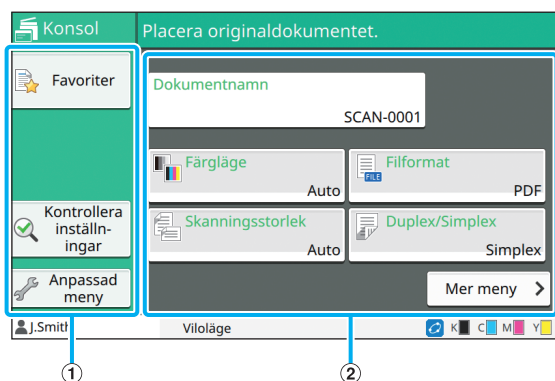 Konsol
Placera originaldokumentet.
Favoriter
Kontrollera
inställn-
ingar
Anpassad
meny
Dokumentnamn
SCAN-0001
Färgläge
Auto
Filformat
FILE
PDF
Skanningsstorlek
Auto
Duplex/Simplex
Simplex
Mer meny
J.Smith
Viloläge
K C M Y
1
2